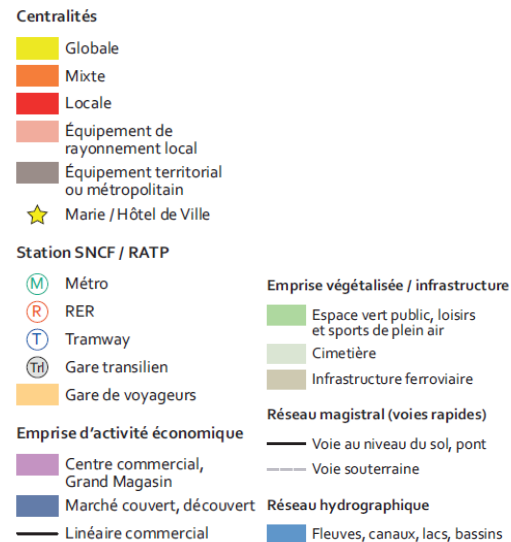 Centralités
Globale
Mixte
Locale
Équipement de
rayonnement local
Équipement territorial
ou métropolitain
Marie / Hôtel de Ville
Station SNCF / RATP
M Métro
R RER
T Tramway
Trl Gare transilien
Gare de voyageurs
Emprise d'activité économique
Centre commercial,
Grand Magasin
Marché couvert, découvert
Linéaire commercial
Emprise végétalisée / infrastructure
Espace vert public, loisirs
et sports de plein air
Cimetière
Infrastructure ferroviaire
Réseau magistral (voies rapides)
Voie au niveau du sol, pont
Voie souterraine
Réseau hydrographique
Fleuves, canaux, lacs, bassins